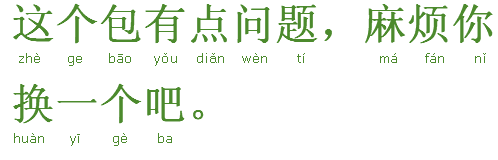 这个包有点问题，麻烦你
zhè ge bāo yǒu diǎn wèn tí má fán nǐ
换一个吧。
huàn yī gè ba